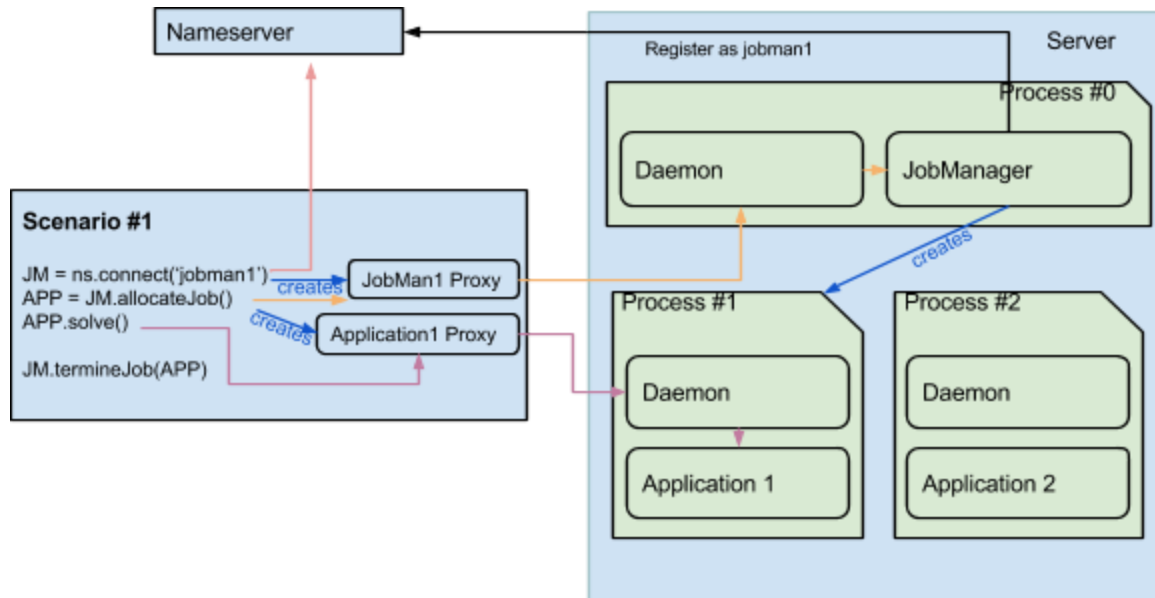 Nameserver
Register as jobman1
Server
Process #0
Daemon
JobManager
Scenario #1
JM = ns.connect(‘jobman1’)
APP = JM.allocateJob()
APP.solve()
JM.termineJob(APP)
creates
JobMan1 Proxy
creates
Application1 Proxy
creates
Process #1
Daemon
Application 1
Process #2
Daemon
Application 2